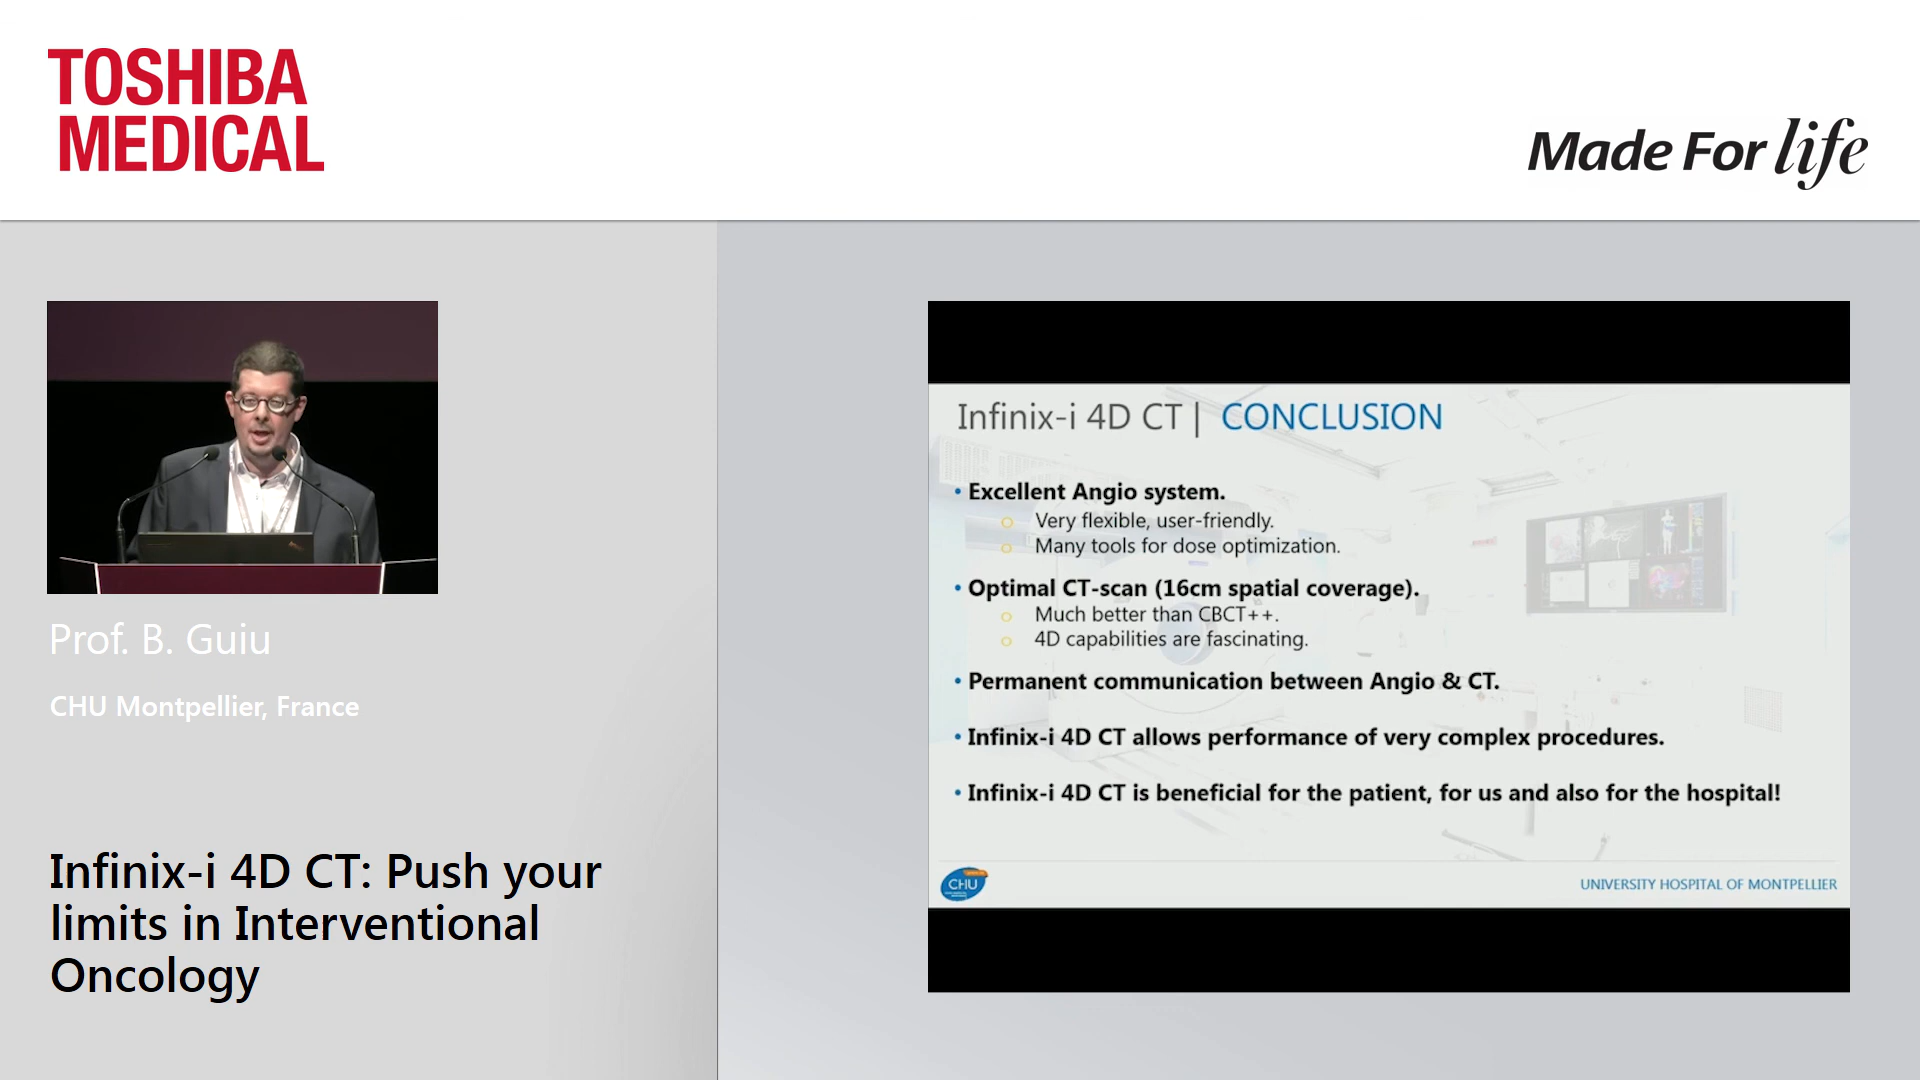 TOSHIBA
MEDICAL
Made For life
Prof. B. Guiu
CHU Montpellier, France
Infinix-i 4D CT: Push your
limits in Interventional
Oncology
Infinix-i 4D CT | CONCLUSION
• Excellent Angio system.
o Very flexible, user-friendly.
o Many tools for dose optimization.
• Optimal CT-scan (16cm spatial coverage).
o Much better than CBCT++.
o 4D capabilities are fascinating.
• Permanent communication between Angio & CT.
• Infinix-i 4D CT allows performance of very complex procedures.
• Infinix-i 4D CT is beneficial for the patient, for us and also for the hospital!
CHU
UNIVERSITY HOSPITAL OF MONTPELLIER